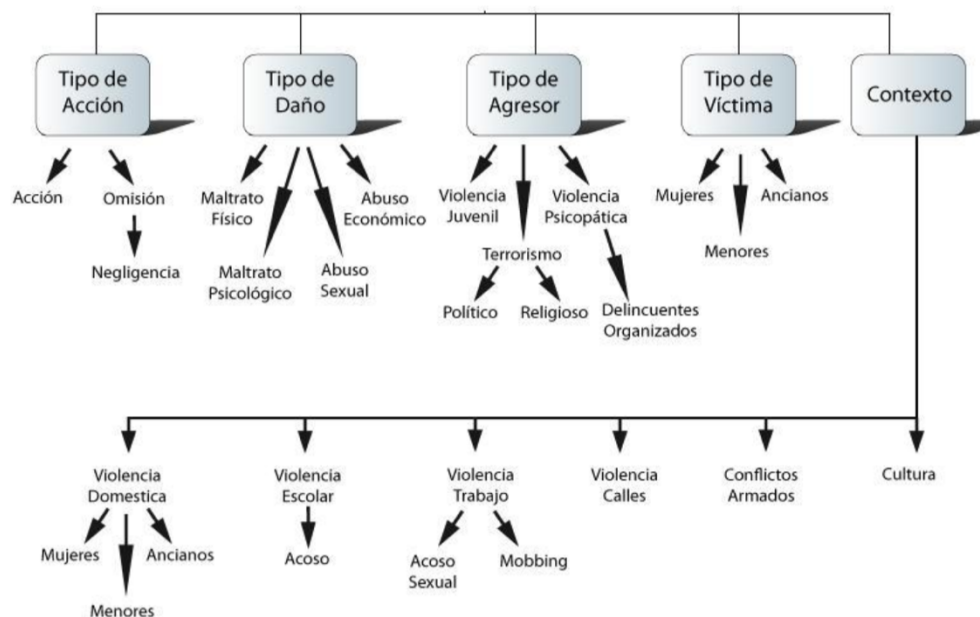 Tipo de
Acción
Tipo de
Daño
Tipo de
Agresor
Tipo de
Víctima
Contexto
Acción
Omisión
Negligencia
Maltrato
Físico
Maltrato
Psicológico
Abuso
Sexual
Abuso
Económico
Violencia
Juvenil
Terrorismo
Político
Religioso
Violencia
Psicopática
Delincuentes
Organizados
Mujeres
Menores
Ancianos
Violencia
Domestica
Mujeres
Menores
Ancianos
Violencia
Escolar
Acoso
Violencia
Trabajo
Acoso
Sexual
Mobbing
Violencia
Calles
Conflictos
Armados
Cultura